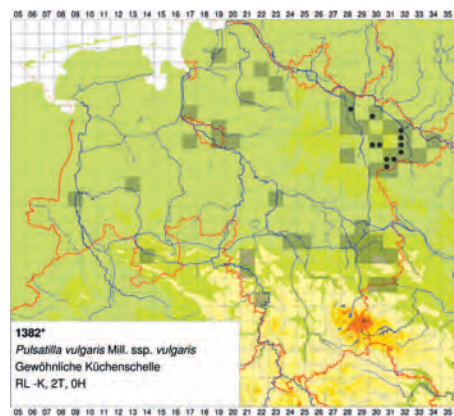 05 06 07 08 09 10 11 12 13 14 15 16 17 18 19 20 21 22 23 24 25 26 27 28 29 30 31 32 33 34 35
1382*
Pulsatilla vulgaris Mill. ssp. vulgaris
Gewöhnliche Küchenschelle
RL -K, 2T, 0H
05 06 07 08 09 10 11 12 13 14 15 16 17 18 19 20 21 22 23 24 25 26 27 28 29 30 31 32 33 34 35